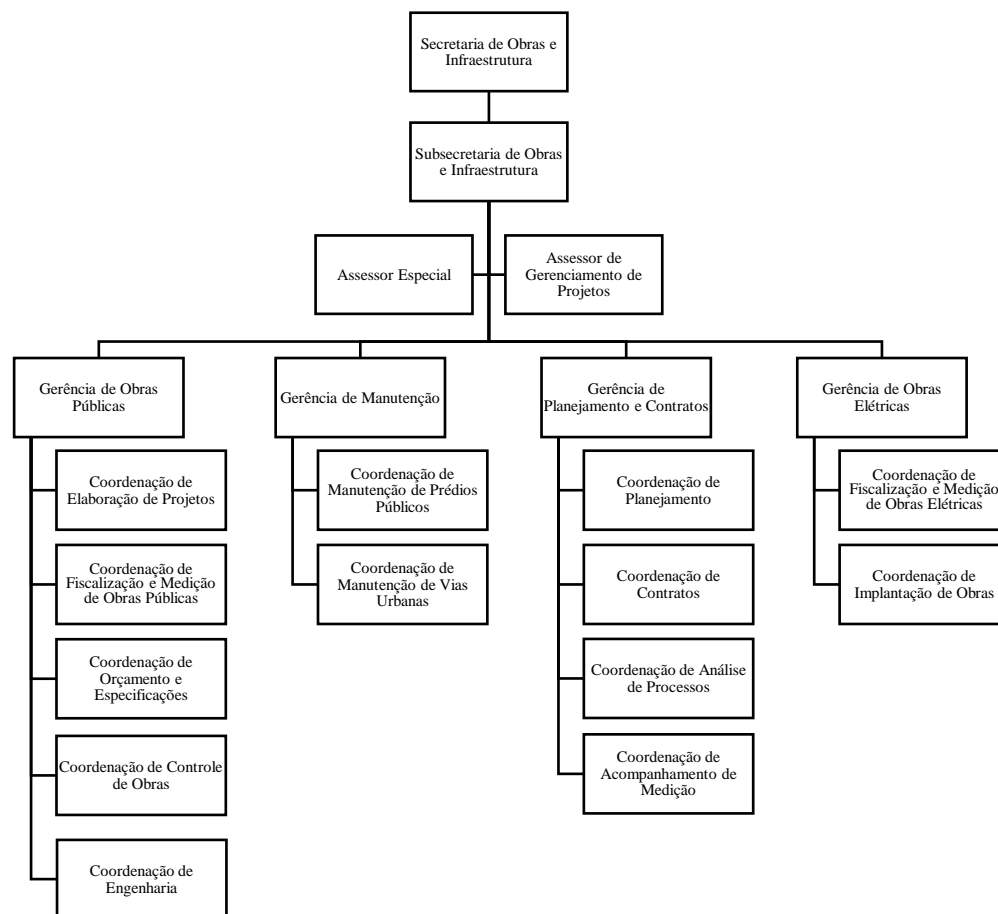 Secretaria de Obras e
Infraestrutura
Subsecretaria de Obras
e Infraestrutura
Assessor Especial
Assessor de
Gerenciamento de
Projetos
Gerência de Obras
Públicas
Gerência de Manutenção
Gerência de
Planejamento e Contratos
Gerência de Obras
Elétricas
Coordenação de
Elaboração de Projetos
Coordenação de
Fiscalização e Medição
de Obras Públicas
Coordenação de
Orçamento e
Especificações
Coordenação de Controle
de Obras
Coordenação de
Engenharia
Coordenação de
Manutenção de Prédios
Públicos
Coordenação de
Manutenção de Vias
Urbanas
Coordenação de
Planejamento
Coordenação de
Contratos
Coordenação de Análise
de Processos
Coordenação de
Acompanhamento de
Medição
Coordenação de
Fiscalização e Medição
de Obras Elétricas
Coordenação de
Implantação de Obras